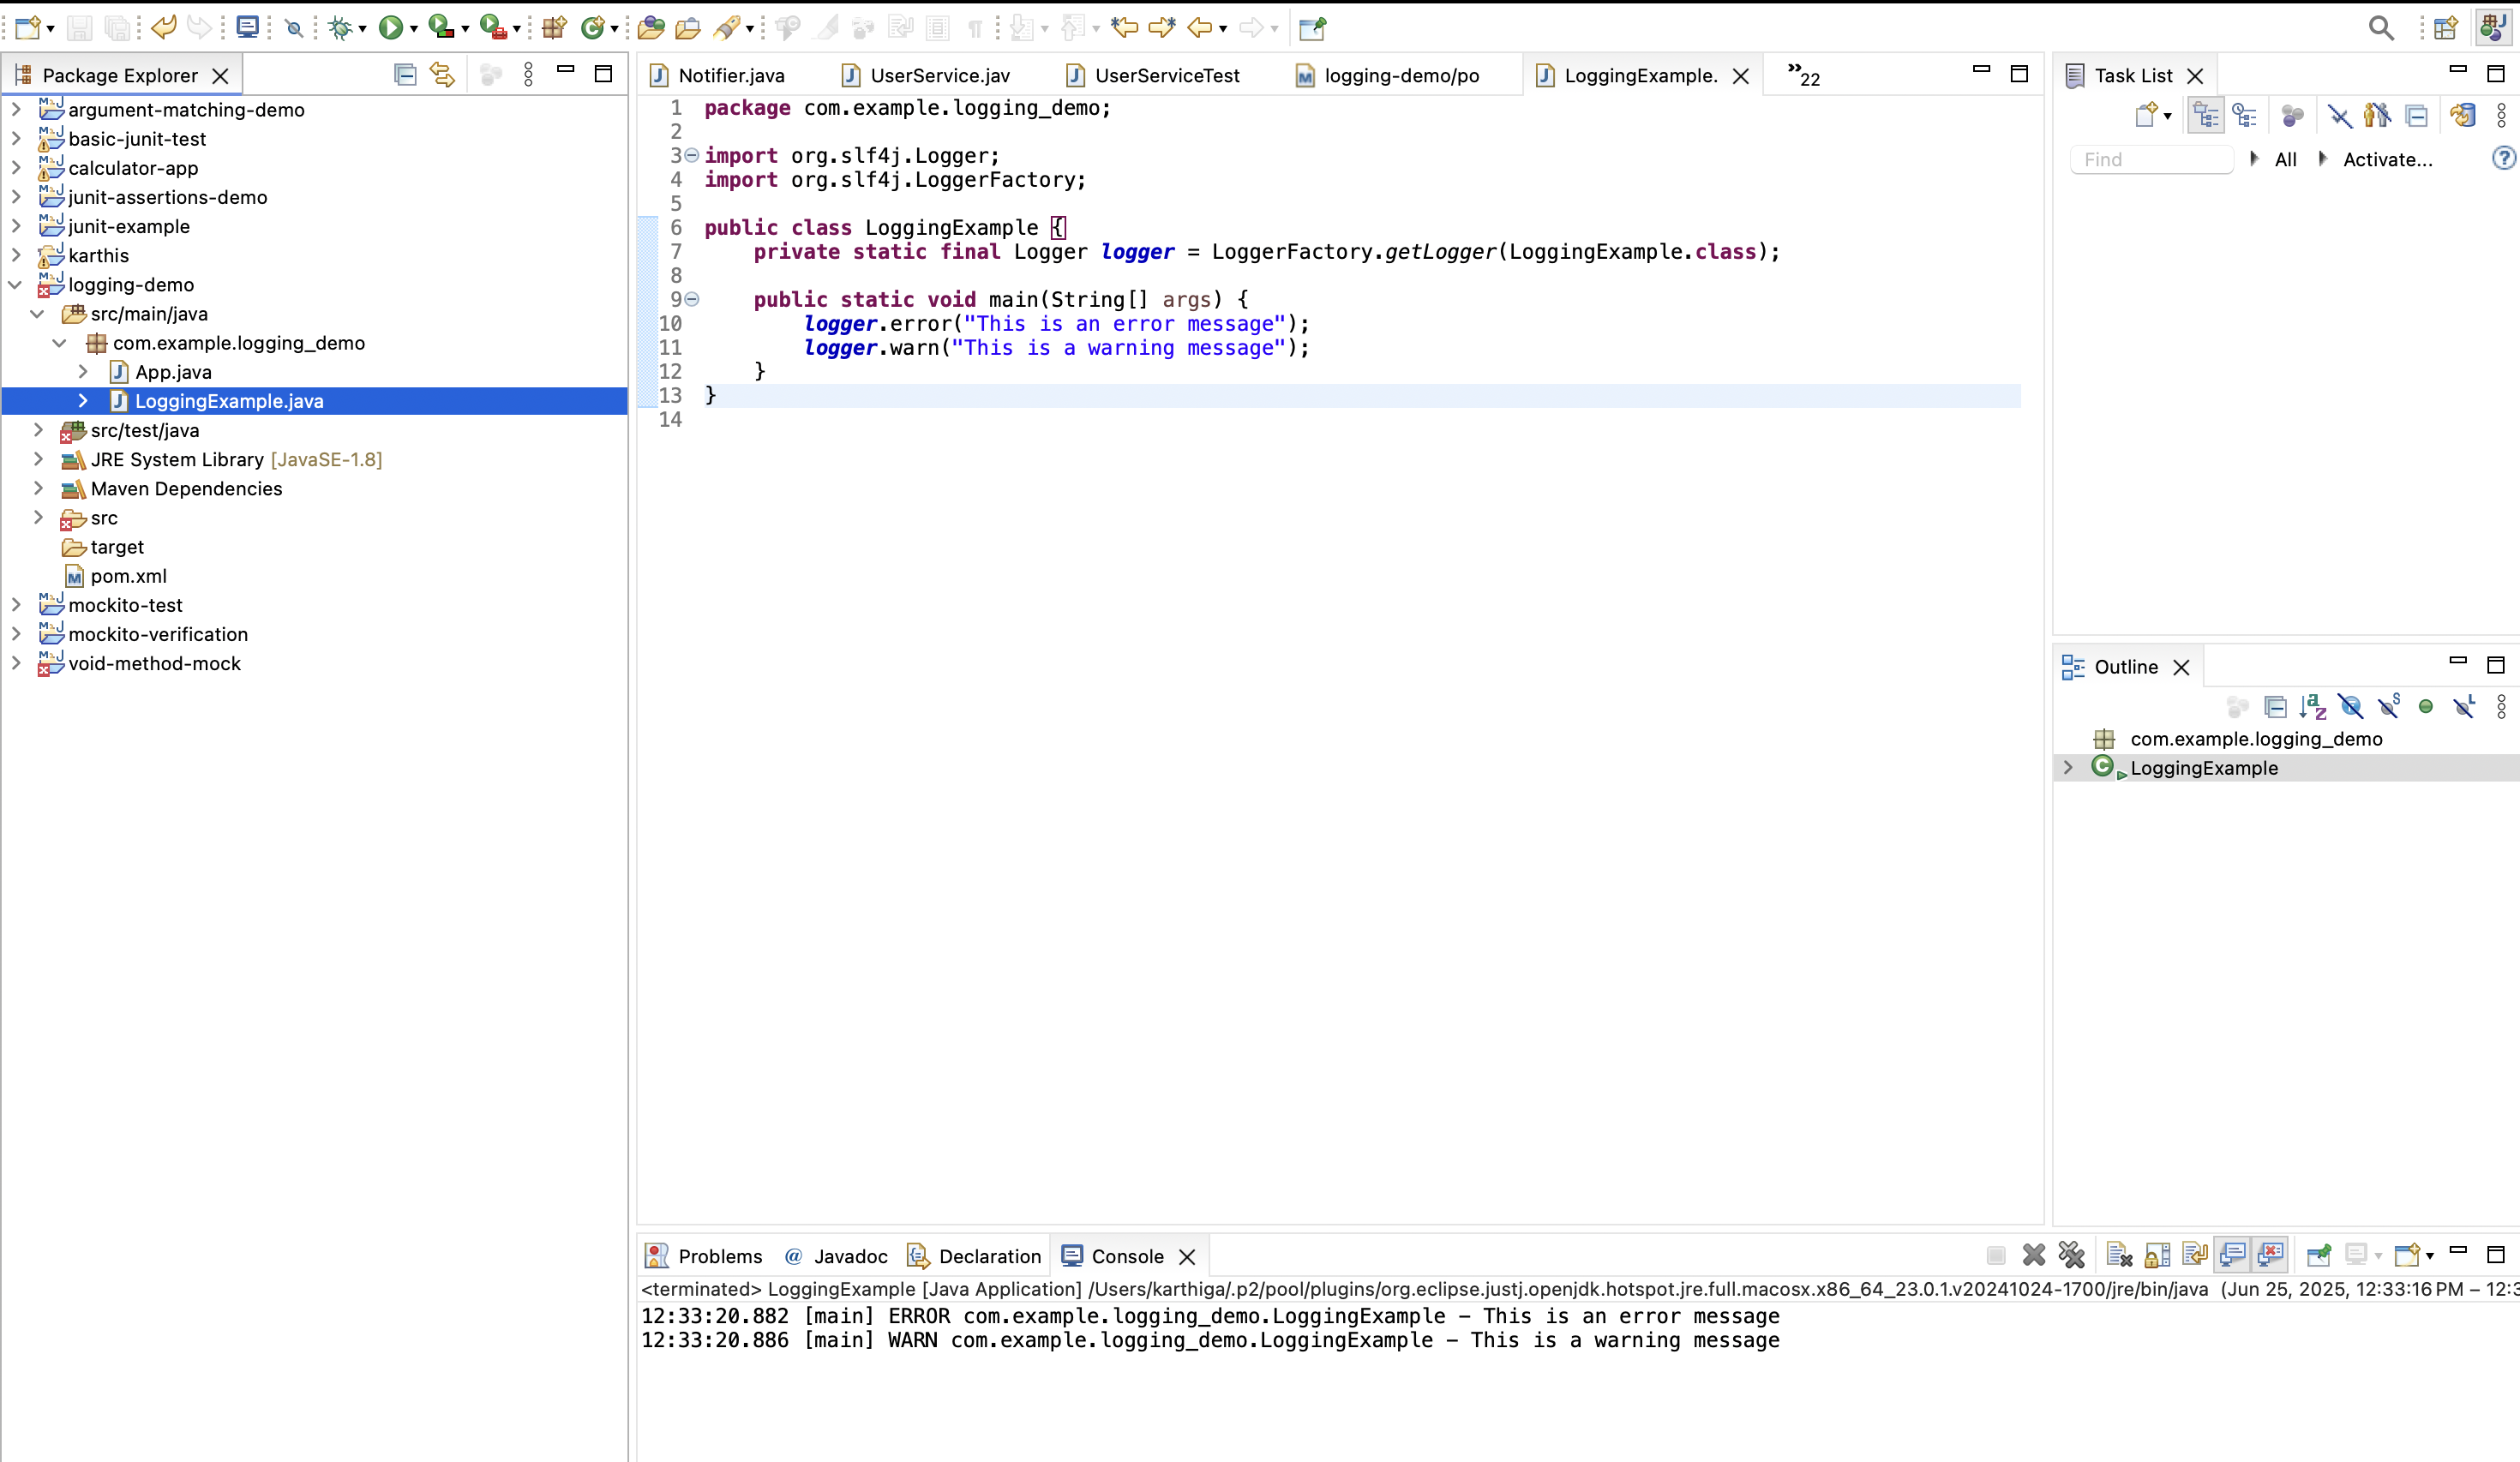 Package Explorer
argument-matching-demo
basic-junit-test
calculator-app
junit-assertions-demo
junit-example
karthis
logging-demo
src/main/java
com.example.logging_demo
App.java
LoggingExample.java
src/test/java
JRE System Library [JavaSE-1.8]
Maven Dependencies
src
target
pom.xml
mockito-test
mockito-verification
void-method-mock
Notifier.java UserService.jav UserServiceTest logging-demo/po LoggingExample. »22
1 package com.example.logging_demo;
2
3 import org.slf4j.Logger;
4 import org.slf4j.LoggerFactory;
5
6 public class LoggingExample {
7 private static final Logger logger = LoggerFactory.getLogger(LoggingExample.class);
8
9 public static void main(String[] args) {
10 logger.error("This is an error message");
11 logger.warn("This is a warning message");
12 }
13 }
14
Task List
Find All Activate...
Outline
com.example.logging_demo
LoggingExample
Problems Javadoc Declaration Console
<terminated> LoggingExample [Java Application] /Users/karthiga/.p2/pool/plugins/org.eclipse.justj.openjdk.hotspot.jre.full.macosx.x86_64_23.0.1.v20241024-1700/jre/bin/java (Jun 25, 2025, 12:33:16 PM – 12:3
12:33:20.882 [main] ERROR com.example.logging_demo.LoggingExample - This is an error message
12:33:20.886 [main] WARN com.example.logging_demo.LoggingExample - This is a warning message